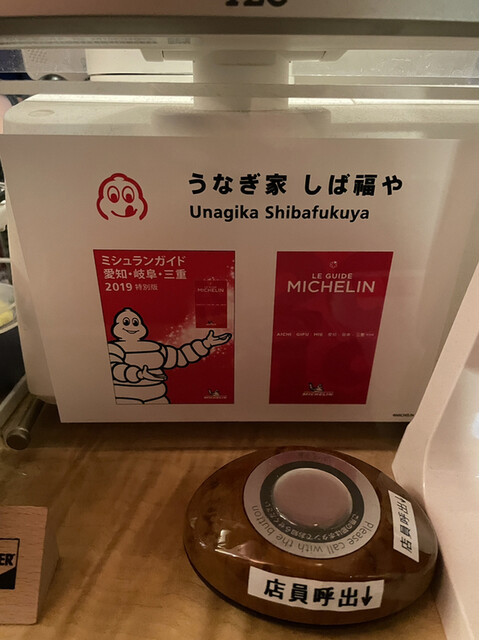 TEC
うなぎ家 しば福や
Unagika Shibafukuya
ミシュランガイド
愛知・岐阜・三重
2019 特別版
MICHELIN
LE GUIDE
MICHELIN
Please call with the button
店員呼出↓
店員呼出↓